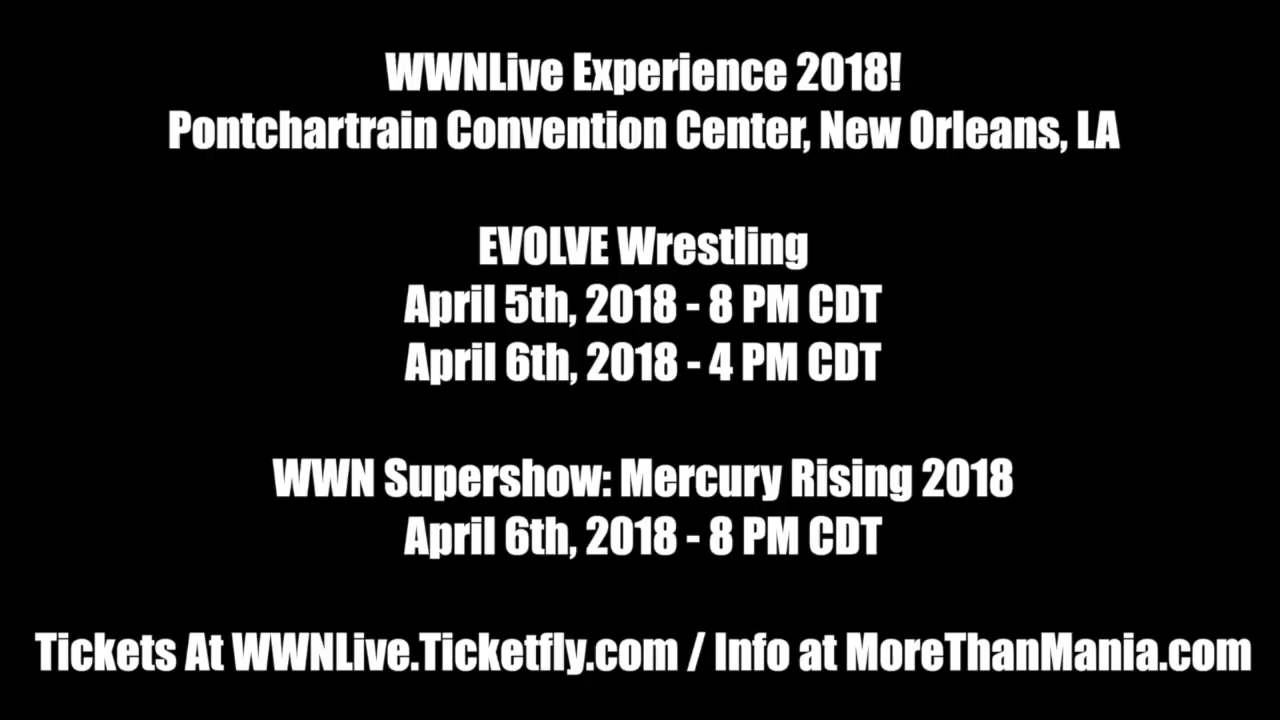 WWNLive Experience 2018!
Pontchartrain Convention Center, New Orleans, LA
EVOLVE Wrestling
April 5th, 2018 - 8 PM CDT
April 6th, 2018 - 4 PM CDT
WWN Supershow: Mercury Rising 2018
April 6th, 2018 - 8 PM CDT
Tickets At WWNLive.Ticketfly.com / Info at MoreThanMania.com